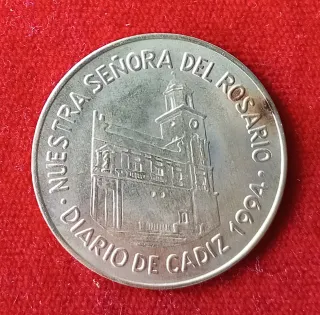 · NUESTRA SEÑORA DEL ROSARIO ·
DIARIO DE CADIZ 1994